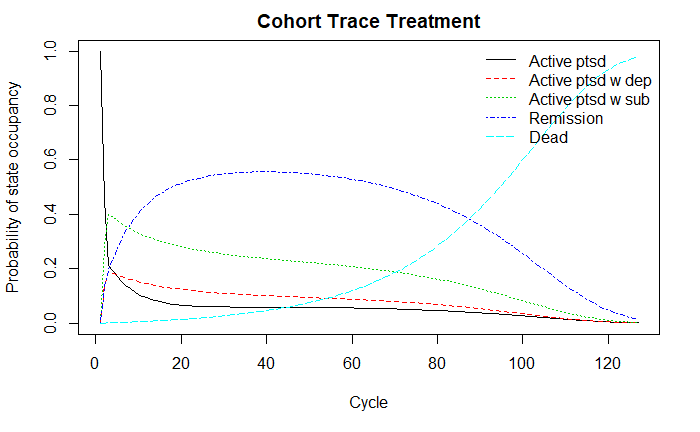 Cohort Trace Treatment
Probability of state occupancy
1.0
0.8
0.6
0.4
0.2
0.0
Active ptsd
Active ptsd w dep
Active ptsd w sub
Remission
Dead
0 20 40 60 80 100 120
Cycle